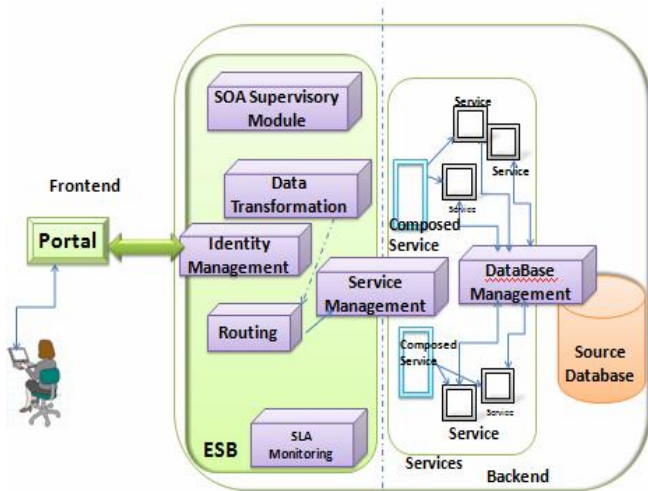 SOA Supervisory
Module
Frontend
Data
Transformation
Portal
Identity
Management
Service
Management
Routing
SLA
Monitoring
ESB
Service
Service
Service
Composed
Service
DataBase
Management
Composed
Service
Service
Service
Services
Source
Database
Backend